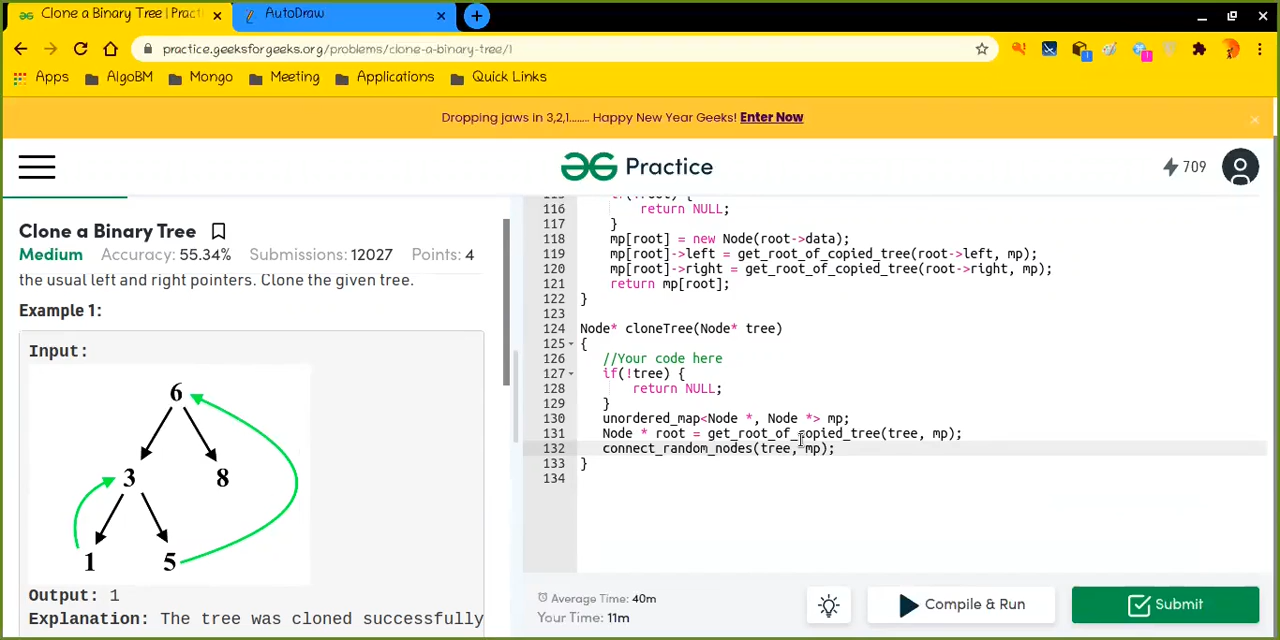 Clone a Binary Tree | Pract
AutoDraw
practice.geeksforgeeks.org/problems/clone-a-binary-tree/1
Apps AlgoBM Mongo Meeting Applications Quick Links
Dropping jaws in 3,2,1....... Happy New Year Geeks! Enter Now
Practice
709
Clone a Binary Tree
Medium Accuracy: 55.34% Submissions: 12027 Points: 4
the usual left and right pointers. Clone the given tree.
Example 1:
Input:
6
3 8
1 5
Output: 1
Explanation: The tree was cloned successfully
116 return NULL;
117 }
118 mp[root] = new Node(root->data);
119 mp[root]->left = get_root_of_copied_tree(root->left, mp);
120 mp[root]->right = get_root_of_copied_tree(root->right, mp);
121 return mp[root];
122 }
123
124 Node* cloneTree(Node* tree)
125 {
126 //Your code here
127 if(!tree) {
128 return NULL;
129 }
130 unordered_map<Node *, Node *> mp;
131 Node * root = get_root_of_copied_tree(tree, mp);
132 connect_random_nodes(tree, mp);
133 }
134
Average Time: 40m
Your Time: 11m
Compile & Run
Submit